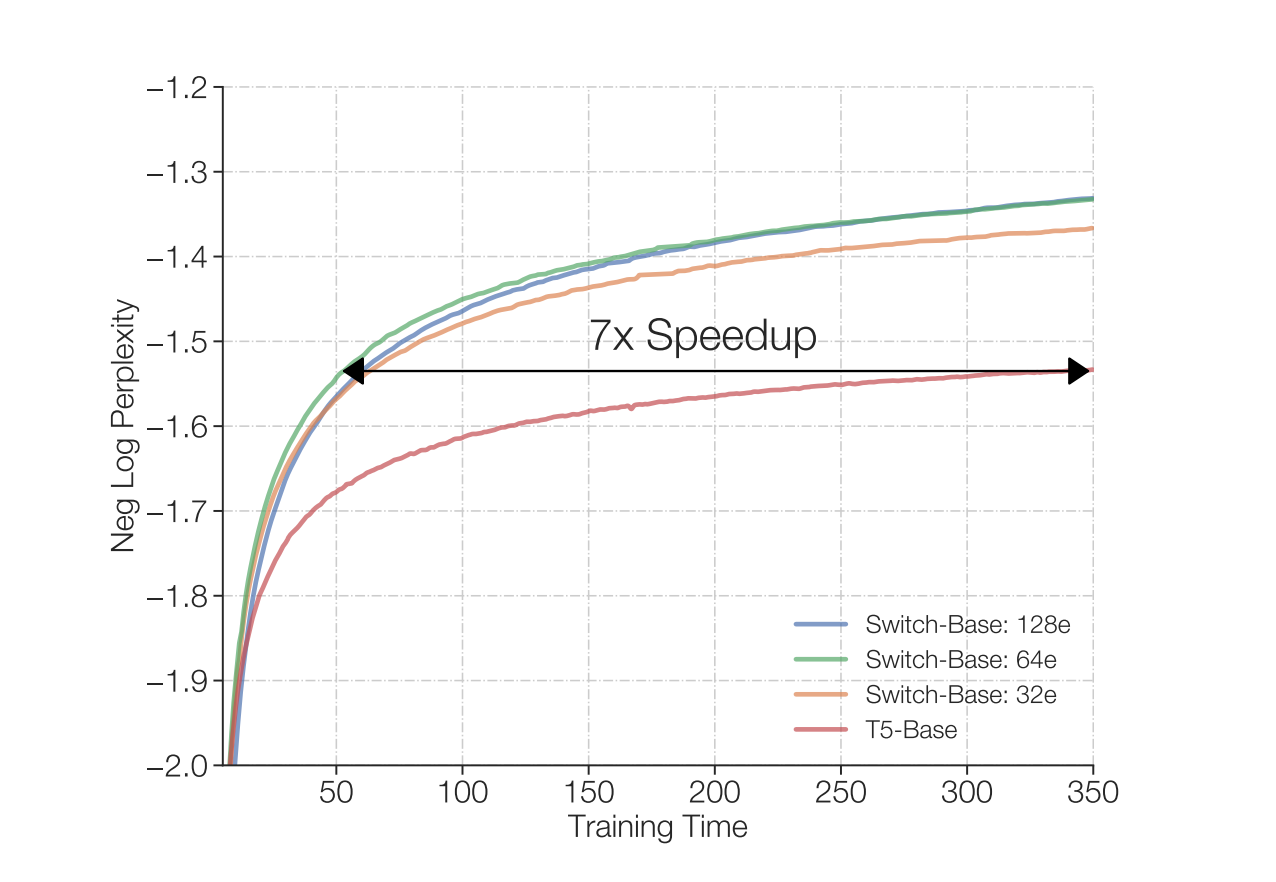 −1.2
−1.3
−1.4
−1.5
−1.6
−1.7
−1.8
−1.9
−2.0
Neg Log Perplexity
7x Speedup
Switch-Base: 128e
Switch-Base: 64e
Switch-Base: 32e
T5-Base
50 100 150 200 250 300 350
Training Time